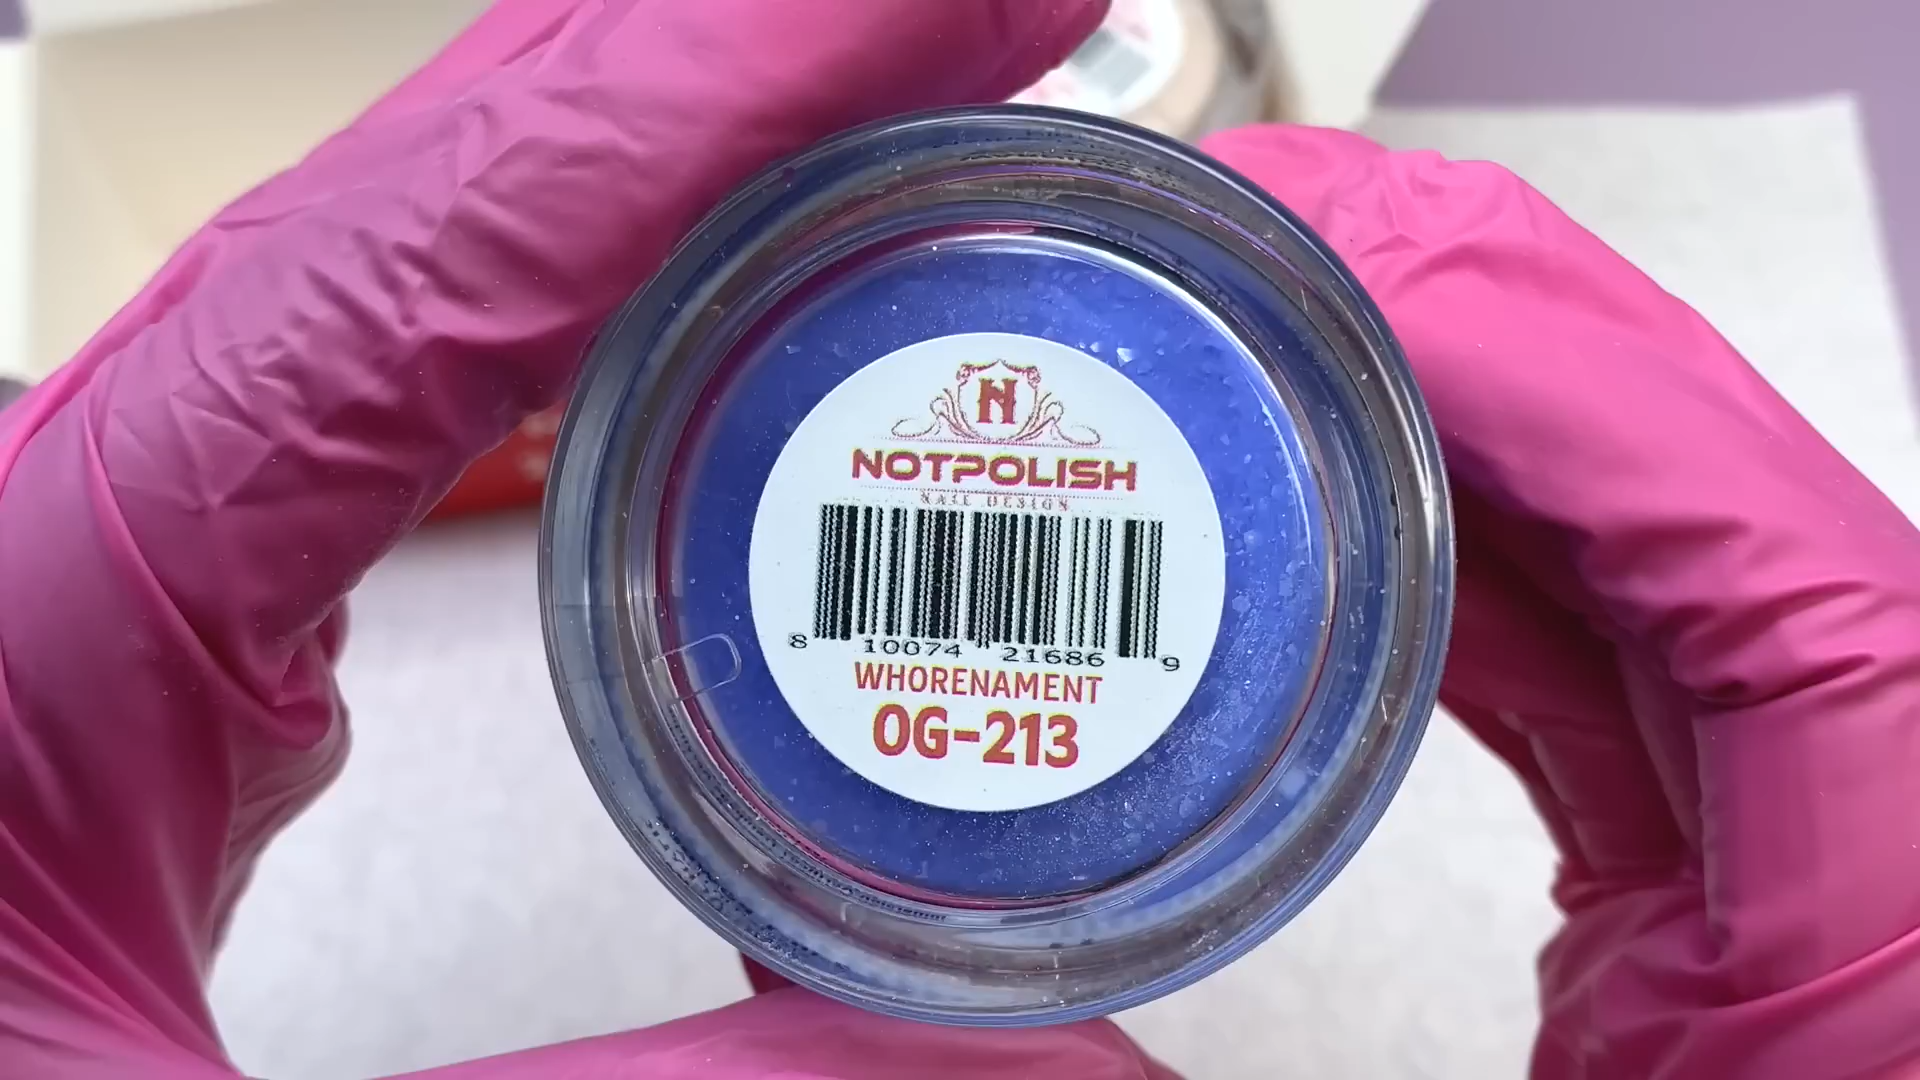 N
NOTPOLISH
NAIL DESIGN
8 10074 21686 9
WHORENAMENT
OG-213